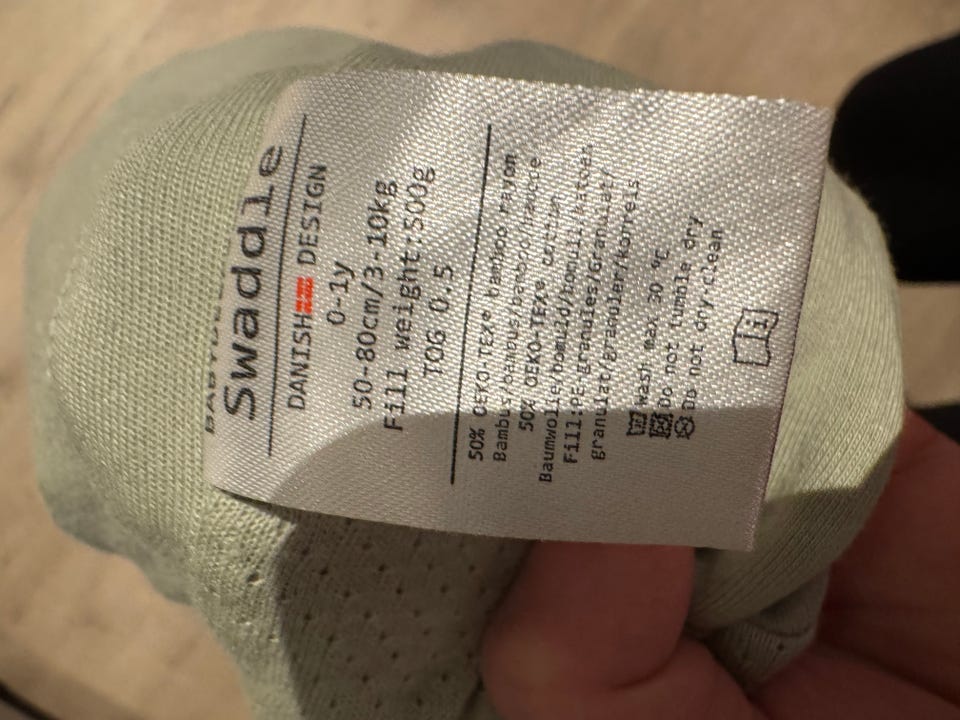 Swaddle
DANISH DESIGN
0-1y
50-80cm/3-10kg
Fill weight:500g
TOG 0.5
50% OEKO-TEX® bamboo rayon
Bambus/bambus/bamboo/
50% OEKO-TEX® cotton
Baumwolle/bomuld/bomull/katoen
Fill:PE-granules/Granulat/
granulat/granuler/korrels
Wash max 30 °C
Do not tumble dry
Do not dry-clean